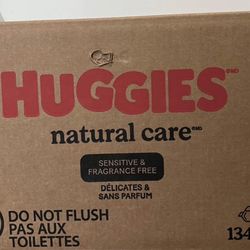 HUGGIES
natural care
SENSITIVE &
FRAGRANCE FREE
DÉLICATES &
SANS PARFUM
DO NOT FLUSH
PAS AUX
TOILETTES
134